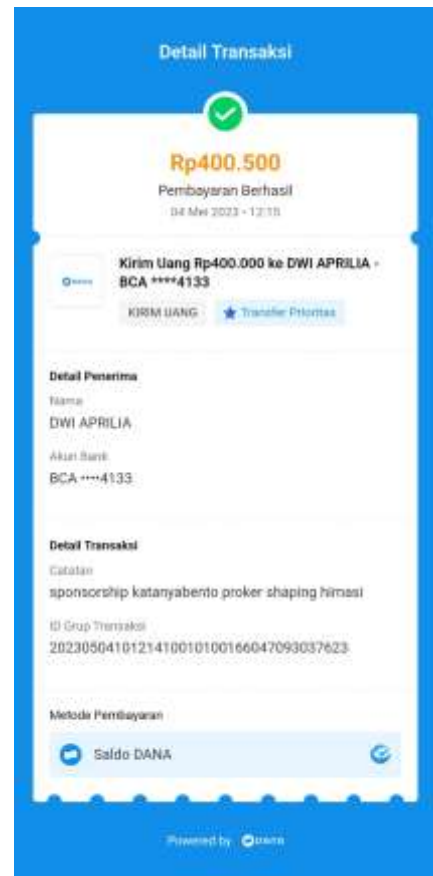 Detail Transaksi
Rp400.500
Pembayaran Berhasil
04 Mei 2023 • 12:15
Kirim Uang Rp400.000 ke DWI APRILIA -
BCA ****4133
DANA
KIRIM UANG
Transfer Prioritas
Detail Penerima
Nama
DWI APRILIA
Akun Bank
BCA ••••4133
Detail Transaksi
Catatan
sponsorship katanyabento proker shaping himasi
ID Grup Transaksi
2023050410121410010100166047093037623
Metode Pembayaran
Saldo DANA
Powered by DANA